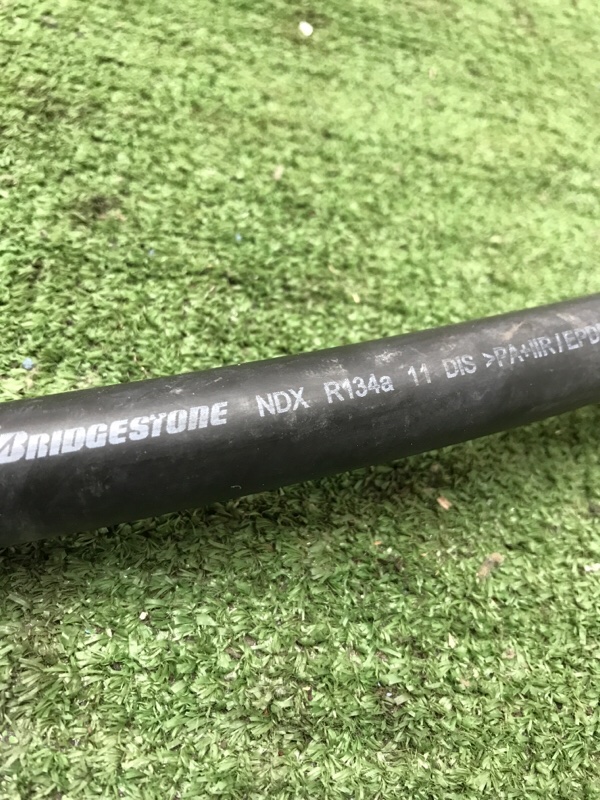 BRIDGESTONE NDX R134a 11 DIS >PA+IIR/EPD